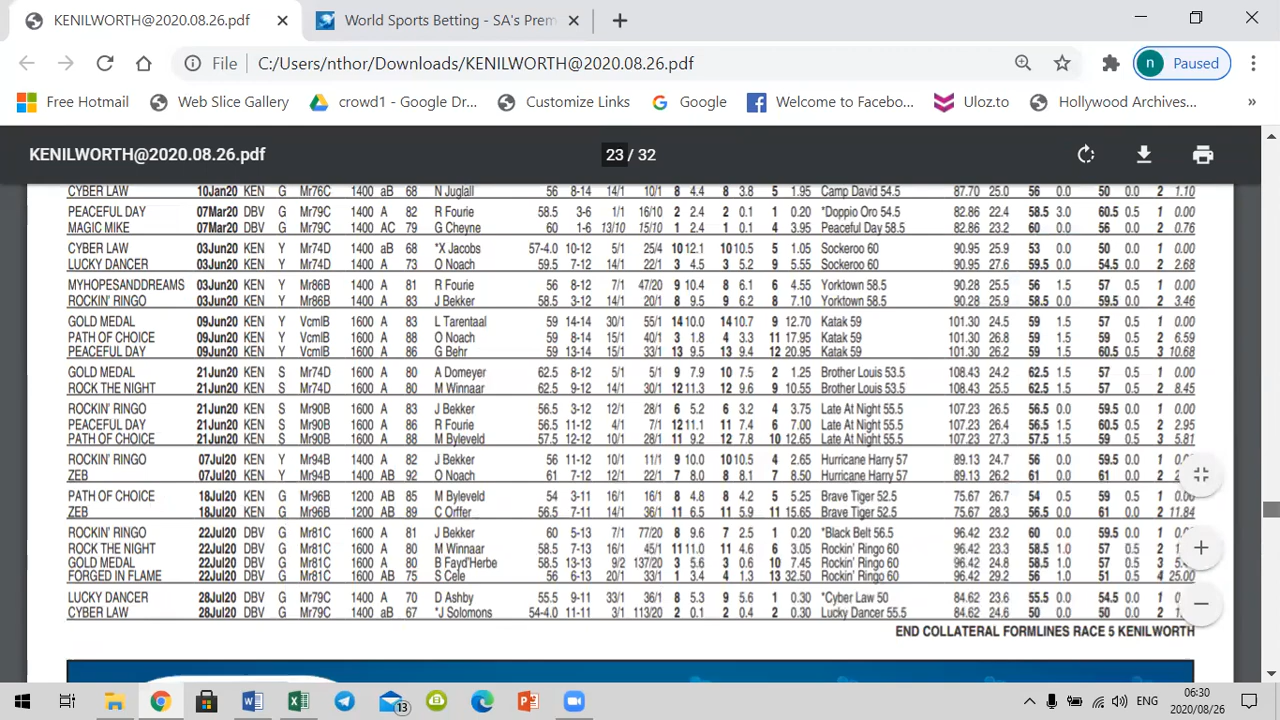 KENILWORTH@2020.08.26.pdf
World Sports Betting - SA's Prem
File C:/Users/nthor/Downloads/KENILWORTH@2020.08.26.pdf
n Paused
Free Hotmail Web Slice Gallery crowd1 - Google Dr... Customize Links Google Welcome to Facebo... Uloz.to Hollywood Archives... »
KENILWORTH@2020.08.26.pdf 23 / 32
CYBER LAW 10Jan20 KEN G Mr76C 1400 aB 68 N Juglall 56 8-14 14/1 10/1 8 4.4 8 3.8 5 1.95 Camp David 54.5 87.70 25.0 56 0.0 50 0.0 2 1.10
PEACEFUL DAY 07Mar20 DBV G Mr79C 1400 A 82 R Fourie 58.5 3-6 1/1 16/10 2 2.4 2 0.1 1 0.20 *Doppio Oro 54.5 82.86 22.4 58.5 3.0 60.5 0.5 1 0.00
MAGIC MIKE 07Mar20 DBV G Mr79C 1400 AC 79 G Cheyne 60 1-6 13/10 15/10 1 2.4 1 0.1 4 3.95 Peaceful Day 58.5 82.86 23.2 60 0.0 56 0.0 2 0.76
CYBER LAW 03Jun20 KEN Y Mr74D 1400 aB 68 *X Jacobs 57-4.0 10-12 5/1 25/4 10 12.1 10 10.5 5 1.05 Sockeroo 60 90.95 25.9 53 0.0 50 0.0 1 0.00
LUCKY DANCER 03Jun20 KEN Y Mr74D 1400 A 73 O Noach 59.5 7-12 14/1 22/1 3 4.5 3 5.2 9 5.55 Sockeroo 60 90.95 27.6 59.5 0.0 54.5 0.5 2 2.68
MYHOPESANDDREAMS 03Jun20 KEN Y Mr86B 1400 A 81 R Fourie 56 8-12 7/1 47/20 9 10.4 8 6.1 6 4.55 Yorktown 58.5 90.28 25.5 56 1.5 57 0.5 1 0.00
ROCKIN' RINGO 03Jun20 KEN Y Mr86B 1400 A 83 J Bekker 58.5 3-12 14/1 20/1 8 9.5 9 6.2 8 7.10 Yorktown 58.5 90.28 25.9 58.5 0.0 59.5 0.5 2 3.46
GOLD MEDAL 09Jun20 KEN Y VcmlB 1600 A 83 L Tarentaal 59 14-14 30/1 55/1 14 10.0 14 10.7 9 12.70 Katak 59 101.30 24.5 59 1.5 57 0.5 1 0.00
PATH OF CHOICE 09Jun20 KEN Y VcmlB 1600 A 88 O Noach 59 8-14 15/1 40/1 3 1.8 4 3.3 11 17.95 Katak 59 101.30 26.8 59 1.5 59 0.5 2 6.59
PEACEFUL DAY 09Jun20 KEN Y VcmlB 1600 A 86 G Behr 59 13-14 15/1 33/1 13 9.5 13 9.4 12 20.95 Katak 59 101.30 26.2 59 1.5 60.5 0.5 3 10.68
GOLD MEDAL 21Jun20 KEN S Mr74D 1600 A 80 A Domeyer 62.5 8-12 5/1 5/1 9 7.9 10 7.5 2 1.25 Brother Louis 53.5 108.43 24.2 62.5 1.5 57 0.5 1 0.00
ROCK THE NIGHT 21Jun20 KEN S Mr74D 1600 A 80 M Winnaar 62.5 9-12 14/1 30/1 12 11.3 12 9.6 9 10.55 Brother Louis 53.5 108.43 25.5 62.5 1.5 57 0.5 2 8.45
ROCKIN' RINGO 21Jun20 KEN S Mr90B 1600 A 83 J Bekker 56.5 3-12 12/1 28/1 6 5.2 6 3.2 4 3.75 Late At Night 55.5 107.23 26.5 56.5 0.0 59.5 0.5 1 0.00
PEACEFUL DAY 21Jun20 KEN S Mr90B 1600 A 86 R Fourie 56.5 11-12 4/1 7/1 12 11.1 11 7.4 6 7.00 Late At Night 55.5 107.23 26.4 56.5 1.5 60.5 0.5 2 2.95
PATH OF CHOICE 21Jun20 KEN S Mr90B 1600 A 88 M Byleveld 57.5 12-12 10/1 28/1 11 9.2 12 7.8 10 12.65 Late At Night 55.5 107.23 27.3 57.5 1.5 59 0.5 3 5.81
ROCKIN' RINGO 07Jul20 KEN Y Mr94B 1400 A 82 J Bekker 56 11-12 10/1 11/1 9 10.0 10 10.5 4 2.65 Hurricane Harry 57 89.13 24.7 56 0.0 59.5 0.5 1
ZEB 07Jul20 KEN Y Mr94B 1400 AB 92 O Noach 61 7-12 12/1 22/1 7 8.0 8 8.1 7 8.50 Hurricane Harry 57 89.13 26.2 61 0.0 61 0.5 2
PATH OF CHOICE 18Jul20 KEN G Mr96B 1200 AB 85 M Byleveld 54 3-11 16/1 16/1 8 4.8 8 4.2 5 5.25 Brave Tiger 52.5 75.67 26.7 54 0.5 59 0.5 1 0.00
ZEB 18Jul20 KEN G Mr96B 1200 AB 89 C Orffer 56.5 7-11 14/1 36/1 11 6.5 11 5.9 11 15.65 Brave Tiger 52.5 75.67 28.3 56.5 0.0 61 0.5 2 11.84
ROCKIN' RINGO 22Jul20 DBV G Mr81C 1400 A 81 J Bekker 60 5-13 7/1 77/20 8 9.6 7 2.5 1 0.20 *Black Belt 56.5 96.42 23.2 60 0.0 59.5 0.5 1
ROCK THE NIGHT 22Jul20 DBV G Mr81C 1400 A 80 M Winnaar 58.5 7-13 16/1 45/1 11 11.0 11 4.6 6 3.05 Rockin' Ringo 60 96.42 23.3 58.5 1.0 57 0.5 2
GOLD MEDAL 22Jul20 DBV G Mr81C 1400 A 80 B Fayd'Herbe 58.5 13-13 9/2 137/20 3 5.6 3 0.6 10 7.45 Rockin' Ringo 60 96.42 24.8 58.5 1.0 57 0.5 3
FORGED IN FLAME 22Jul20 DBV G Mr81C 1400 AB 75 S Cele 56 6-13 20/1 33/1 1 3.4 4 1.3 13 32.50 Rockin' Ringo 60 96.42 29.2 56 1.0 51 0.5 4 25.00
LUCKY DANCER 28Jul20 DBV G Mr79C 1400 A 70 D Ashby 55.5 9-11 33/1 36/1 8 5.3 9 5.6 1 0.30 *Cyber Law 50 84.62 23.6 55.5 0.5 54.5 0.5 1
CYBER LAW 28Jul20 DBV G Mr79C 1400 aB 67 *J Solomons 54-4.0 11-11 3/1 113/20 2 0.1 2 0.4 2 0.30 Lucky Dancer 55.5 84.62 24.6 50 0.0 50 0.0 2
END COLLATERAL FORMLINES RACE 5 KENILWORTH
13 ENG 06:30
2020/08/26